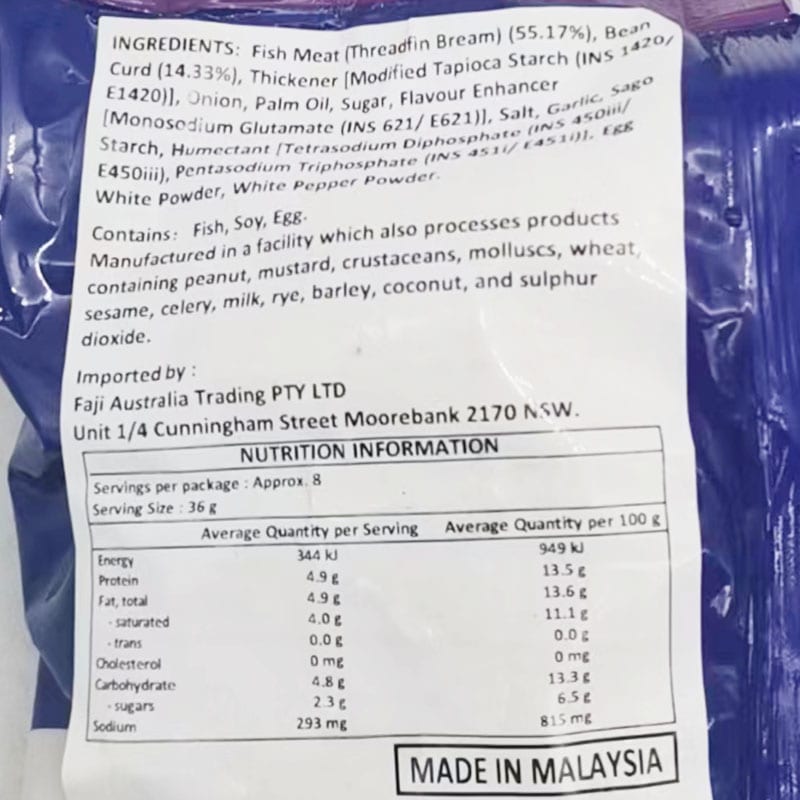 INGREDIENTS: Fish Meat (Threadfin Bream) (55.17%), Bean
Curd (14.33%), Thickener [Modified Tapioca Starch (INS 1420/
E1420)], Onion, Palm Oil, Sugar, Flavour Enhancer
[Monosodium Glutamate (INS 621/ E621)], Salt, Garlic, Sago
Starch, Humectant [Tetrasodium Diphosphate (INS 450iii/
E450iii), Pentasodium Triphosphate (INS 451i/ E451i)], Egg
White Powder, White Pepper Powder.
Contains: Fish, Soy, Egg.
Manufactured in a facility which also processes products
containing peanut, mustard, crustaceans, molluscs, wheat,
sesame, celery, milk, rye, barley, coconut, and sulphur
dioxide.
Imported by :
Faji Australia Trading PTY LTD
Unit 1/4 Cunningham Street Moorebank 2170 NSW.
NUTRITION INFORMATION
Servings per package : Approx. 8
Serving Size : 36 g
Average Quantity per Serving Average Quantity per 100 g
Energy 344 kJ 949 kJ
Protein 4.9 g 13.5 g
Fat, total 4.9 g 13.6 g
- saturated 4.0 g 11.1 g
- trans 0.0 g 0.0 g
Cholesterol 0 mg 0 mg
Carbohydrate 4.8 g 13.3 g
- sugars 2.3 g 6.5 g
Sodium 293 mg 815 mg
MADE IN MALAYSIA